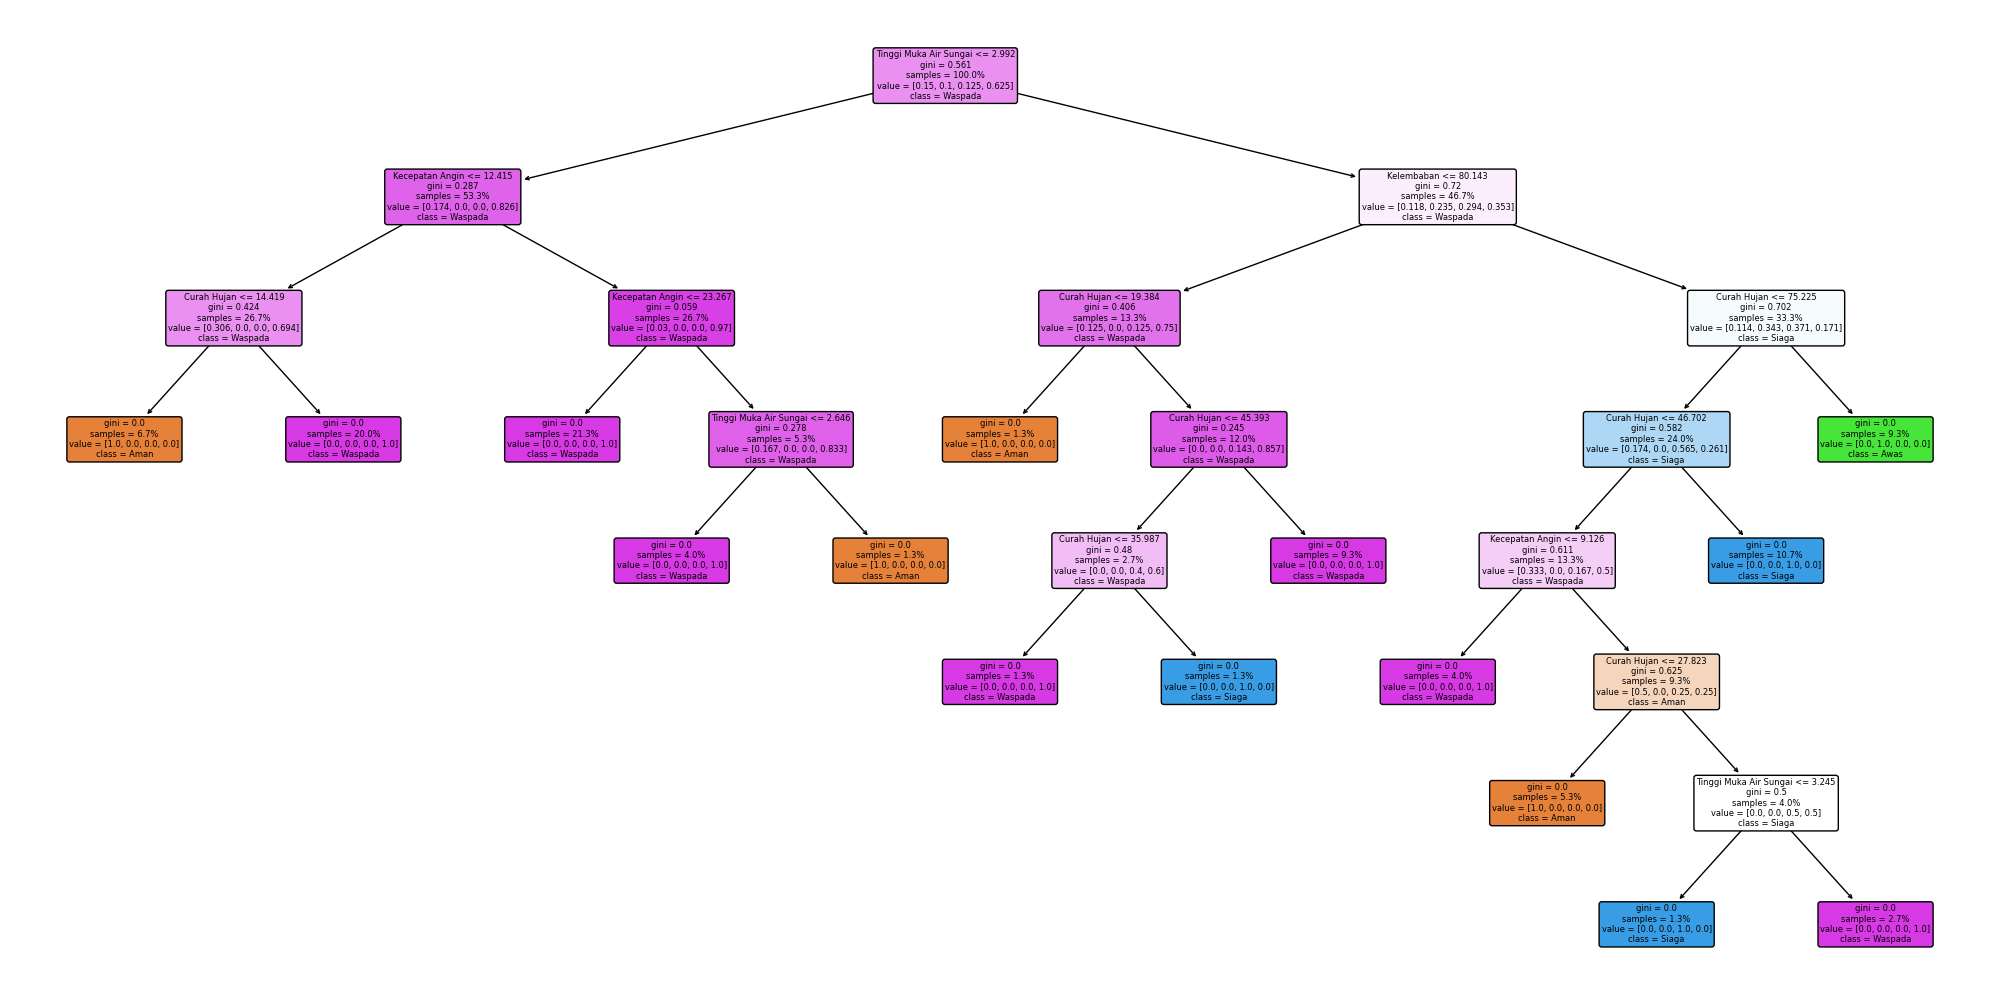 Tinggi Muka Air Sungai <= 2.992
gini = 0.561
samples = 100.0%
value = [0.15, 0.1, 0.125, 0.625]
class = Waspada
Kecepatan Angin <= 12.415
gini = 0.287
samples = 53.3%
value = [0.174, 0.0, 0.0, 0.826]
class = Waspada
Kelembaban <= 80.143
gini = 0.72
samples = 46.7%
value = [0.118, 0.235, 0.294, 0.353]
class = Waspada
Curah Hujan <= 14.419
gini = 0.424
samples = 26.7%
value = [0.306, 0.0, 0.0, 0.694]
class = Waspada
Kecepatan Angin <= 23.267
gini = 0.059
samples = 26.7%
value = [0.03, 0.0, 0.0, 0.97]
class = Waspada
Curah Hujan <= 19.384
gini = 0.406
samples = 13.3%
value = [0.125, 0.0, 0.125, 0.75]
class = Waspada
Curah Hujan <= 75.225
gini = 0.702
samples = 33.3%
value = [0.114, 0.343, 0.371, 0.171]
class = Siaga
gini = 0.0
samples = 6.7%
value = [1.0, 0.0, 0.0, 0.0]
class = Aman
gini = 0.0
samples = 20.0%
value = [0.0, 0.0, 0.0, 1.0]
class = Waspada
gini = 0.0
samples = 21.3%
value = [0.0, 0.0, 0.0, 1.0]
class = Waspada
Tinggi Muka Air Sungai <= 2.646
gini = 0.278
samples = 5.3%
value = [0.167, 0.0, 0.0, 0.833]
class = Waspada
gini = 0.0
samples = 1.3%
value = [1.0, 0.0, 0.0, 0.0]
class = Aman
Curah Hujan <= 45.393
gini = 0.245
samples = 12.0%
value = [0.0, 0.0, 0.143, 0.857]
class = Waspada
Curah Hujan <= 46.702
gini = 0.582
samples = 24.0%
value = [0.174, 0.0, 0.565, 0.261]
class = Siaga
gini = 0.0
samples = 9.3%
value = [0.0, 1.0, 0.0, 0.0]
class = Awas
gini = 0.0
samples = 4.0%
value = [0.0, 0.0, 0.0, 1.0]
class = Waspada
gini = 0.0
samples = 1.3%
value = [1.0, 0.0, 0.0, 0.0]
class = Aman
Curah Hujan <= 35.987
gini = 0.48
samples = 2.7%
value = [0.0, 0.0, 0.4, 0.6]
class = Waspada
gini = 0.0
samples = 9.3%
value = [0.0, 0.0, 0.0, 1.0]
class = Waspada
Kecepatan Angin <= 9.126
gini = 0.611
samples = 13.3%
value = [0.333, 0.0, 0.167, 0.5]
class = Waspada
gini = 0.0
samples = 10.7%
value = [0.0, 0.0, 1.0, 0.0]
class = Siaga
gini = 0.0
samples = 1.3%
value = [0.0, 0.0, 0.0, 1.0]
class = Waspada
gini = 0.0
samples = 1.3%
value = [0.0, 0.0, 1.0, 0.0]
class = Siaga
gini = 0.0
samples = 4.0%
value = [0.0, 0.0, 0.0, 1.0]
class = Waspada
Curah Hujan <= 27.823
gini = 0.625
samples = 9.3%
value = [0.5, 0.0, 0.25, 0.25]
class = Aman
gini = 0.0
samples = 5.3%
value = [1.0, 0.0, 0.0, 0.0]
class = Aman
Tinggi Muka Air Sungai <= 3.245
gini = 0.5
samples = 4.0%
value = [0.0, 0.0, 0.5, 0.5]
class = Siaga
gini = 0.0
samples = 1.3%
value = [0.0, 0.0, 1.0, 0.0]
class = Siaga
gini = 0.0
samples = 2.7%
value = [0.0, 0.0, 0.0, 1.0]
class = Waspada